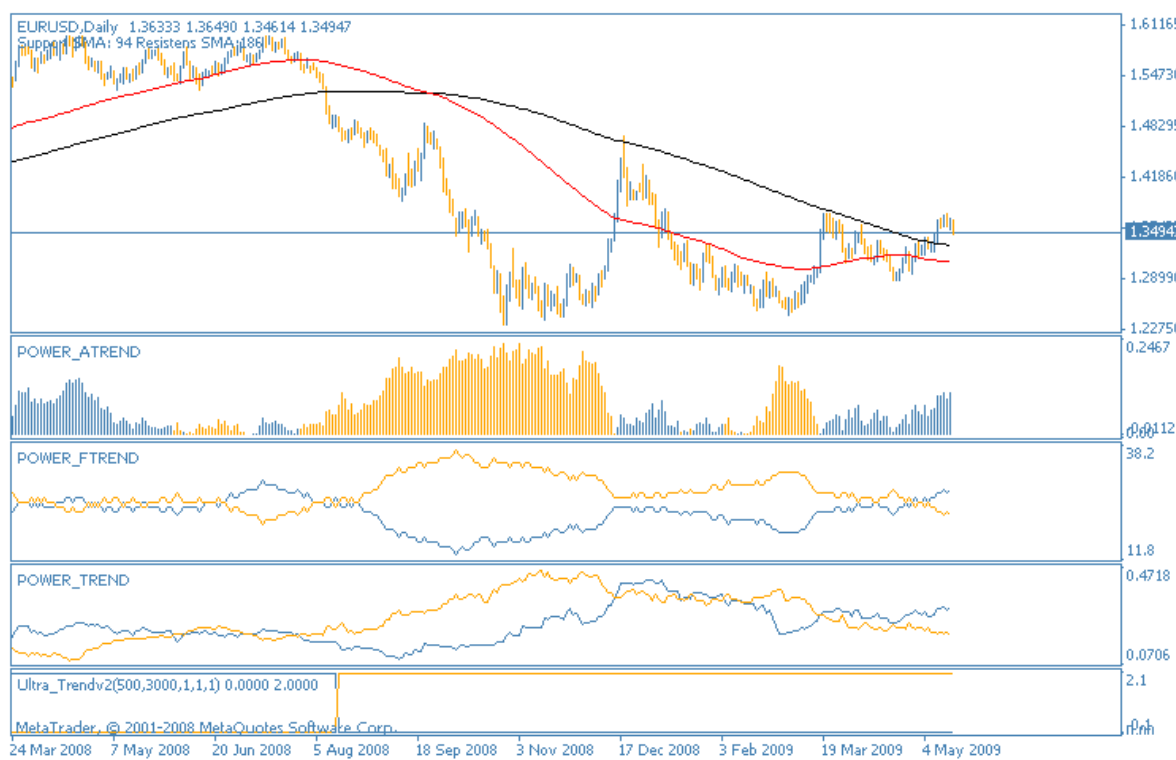 EURUSD,Daily 1.36333 1.36490 1.34614 1.34947
Support SMA: 94 Resistens SMA:186
1.61165
1.5473
1.48295
1.41860
1.3494
1.28990
1.22750
POWER_ATREND
0.2467
0.00
POWER_FTREND
38.2
11.8
POWER_TREND
0.4718
0.0706
Ultra_Trendv2(500,3000,1,1,1) 0.0000 2.0000
2.1
MetaTrader, © 2001-2008 MetaQuotes Software Corp.
24 Mar 2008 7 May 2008 20 Jun 2008 5 Aug 2008 18 Sep 2008 3 Nov 2008 17 Dec 2008 3 Feb 2009 19 Mar 2009 4 May 2009